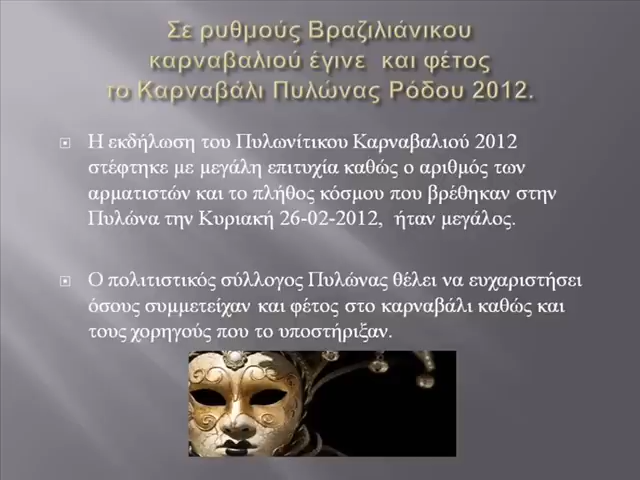 Σε ρυθμούς Βραζιλιάνικου
καρναβαλιού έγινε και φέτος
το Καρναβάλι Πυλώνας Ρόδου 2012.
Η εκδήλωση του Πυλωνίτικου Καρναβαλιού 2012
στέφτηκε με μεγάλη επιτυχία καθώς ο αριθμός των
αρματιστών και το πλήθος κόσμου που βρέθηκαν στην
Πυλώνα την Κυριακή 26-02-2012, ήταν μεγάλος.
Ο πολιτιστικός σύλλογος Πυλώνας θέλει να ευχαριστήσει
όσους συμμετείχαν και φέτος στο καρναβάλι καθώς και
τους χορηγούς που το υποστήριξαν.